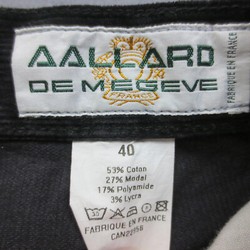 AALLARD
DE MEGEVE
FABRIQUE EN FRANCE
40
53% Coton
27% Modal
17% Polyamide
3% Lycra
FABRIQUE EN FRANCE